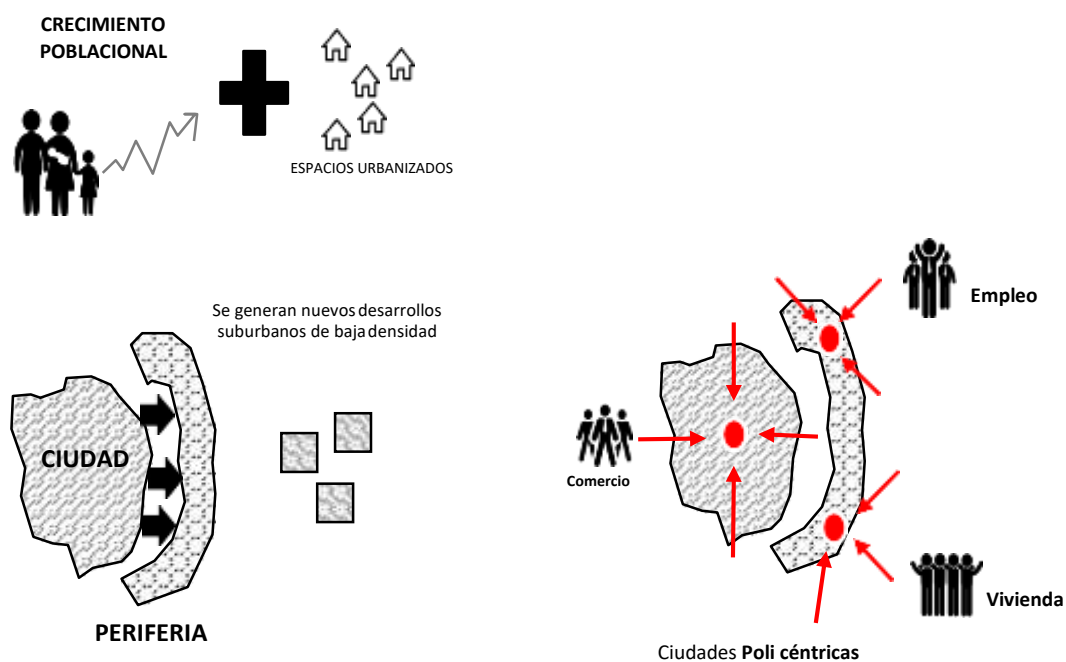 CRECIMIENTO
POBLACIONAL
ESPACIOS URBANIZADOS
Se generan nuevos desarrollos
suburbanos de baja densidad
CIUDAD
PERIFERIA
Empleo
Comercio
Vivienda
Ciudades Poli céntricas